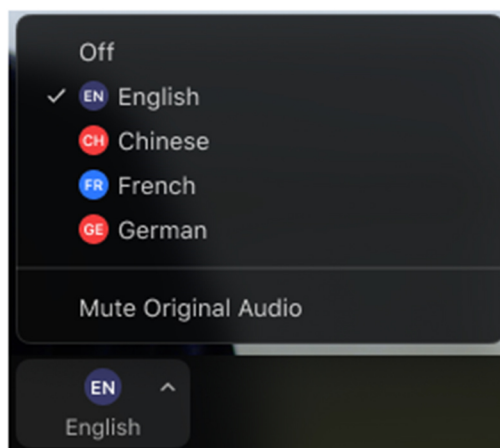 Off
EN English
CH Chinese
FR French
GE German
Mute Original Audio
EN
English